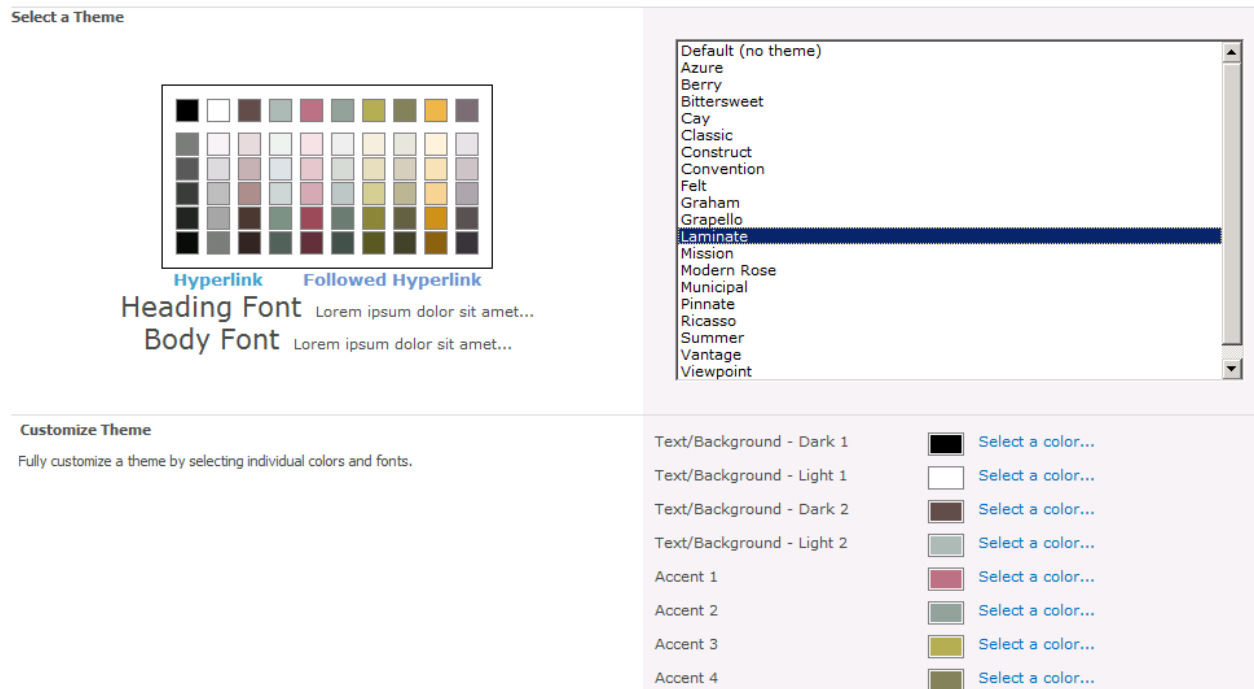 Select a Theme
Hyperlink Followed Hyperlink
Heading Font Lorem ipsum dolor sit amet...
Body Font Lorem ipsum dolor sit amet...
Default (no theme)
Azure
Berry
Bittersweet
Cay
Classic
Construct
Convention
Felt
Graham
Grapello
Laminate
Mission
Modern Rose
Municipal
Pinnate
Ricasso
Summer
Vantage
Viewpoint
Customize Theme
Fully customize a theme by selecting individual colors and fonts.
Text/Background - Dark 1 Select a color...
Text/Background - Light 1 Select a color...
Text/Background - Dark 2 Select a color...
Text/Background - Light 2 Select a color...
Accent 1 Select a color...
Accent 2 Select a color...
Accent 3 Select a color...
Accent 4 Select a color...